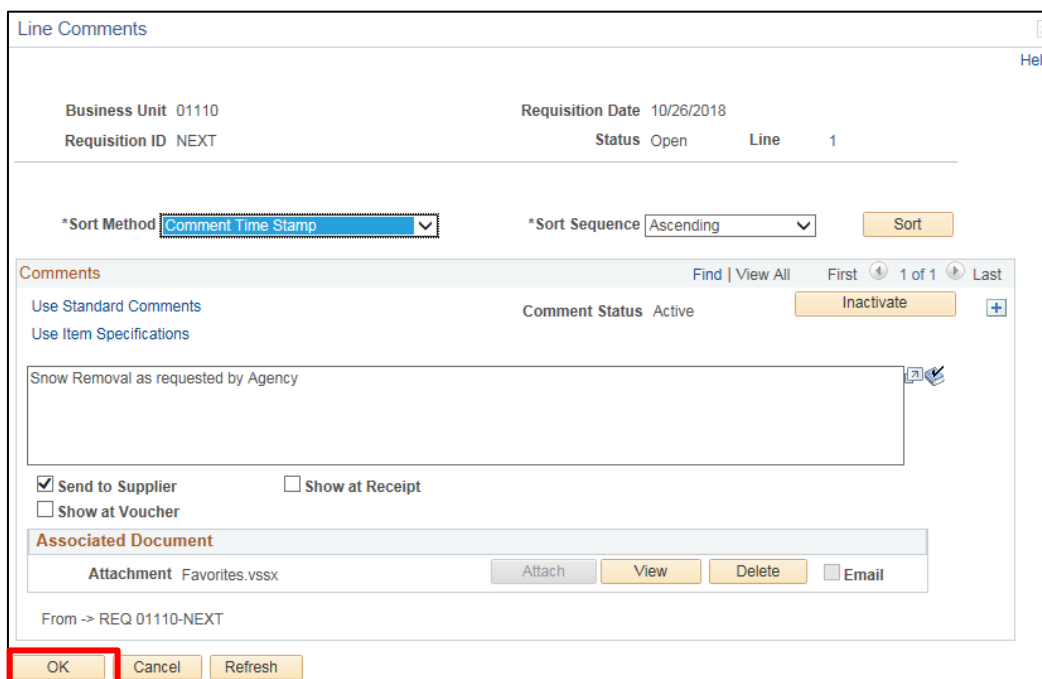 Line Comments
Hel
Business Unit 01110 Requisition Date 10/26/2018
Requisition ID NEXT Status Open Line 1
*Sort Method Comment Time Stamp *Sort Sequence Ascending Sort
Comments Find | View All First 1 of 1 Last
Use Standard Comments Comment Status Active Inactivate
Use Item Specifications
Snow Removal as requested by Agency
Send to Supplier Show at Receipt
Show at Voucher
Associated Document
Attachment Favorites.vssx Attach View Delete Email
From -> REQ 01110-NEXT
OK Cancel Refresh